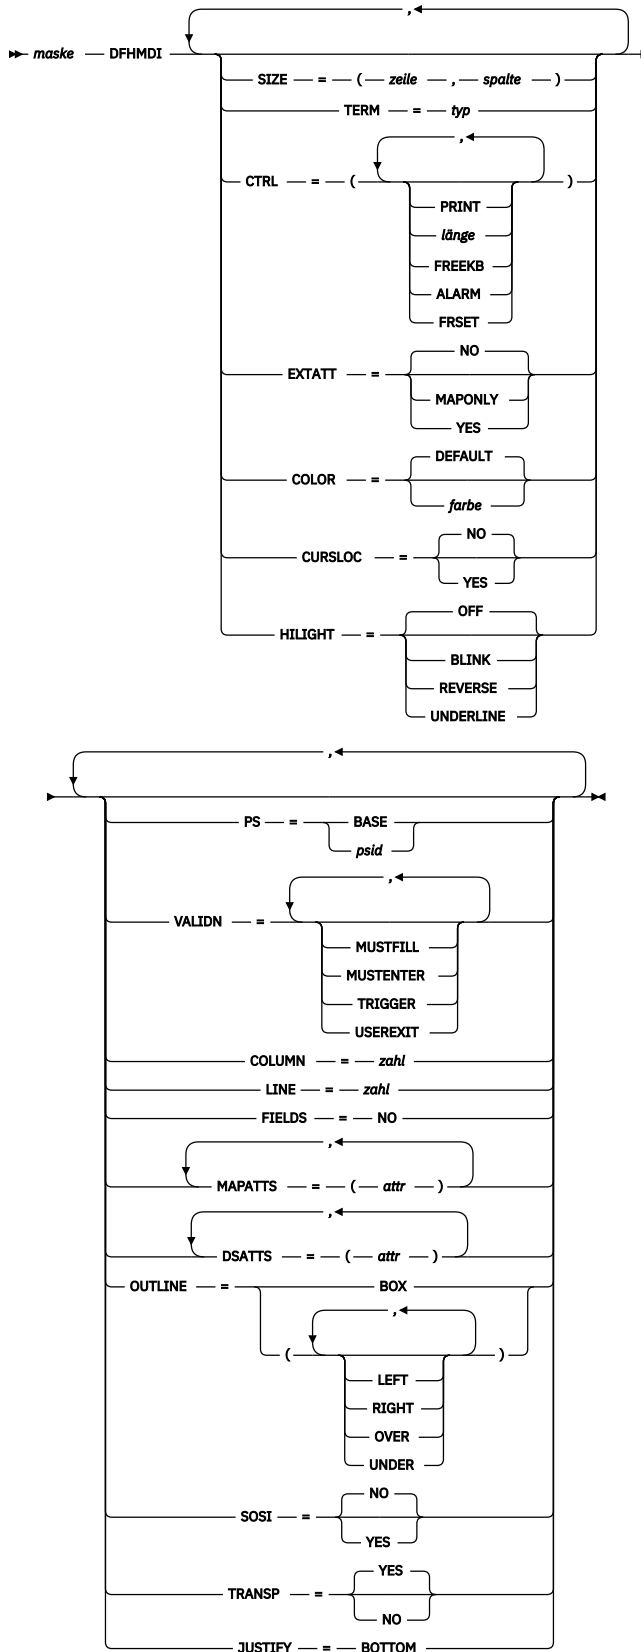 ,
maske DFHMDI
SIZE = ( zeile , spalte )
TERM = typ
,
CTRL = ( )
PRINT
länge
FREEKB
ALARM
FRSET
NO
EXTATT =
MAPONLY
YES
DEFAULT
COLOR =
farbe
NO
CURSLOC =
YES
OFF
HILIGHT =
BLINK
REVERSE
UNDERLINE
,
PS = BASE
psid
,
VALIDN =
MUSTFILL
MUSTENTER
TRIGGER
USEREXIT
COLUMN = zahl
LINE = zahl
FIELDS = NO
,
MAPATTS = ( attr )
,
DSATTS = ( attr )
OUTLINE = BOX
,
( )
LEFT
RIGHT
OVER
UNDER
NO
SOSI =
YES
YES
TRANSP =
NO
JUSTIFY = BOTTOM